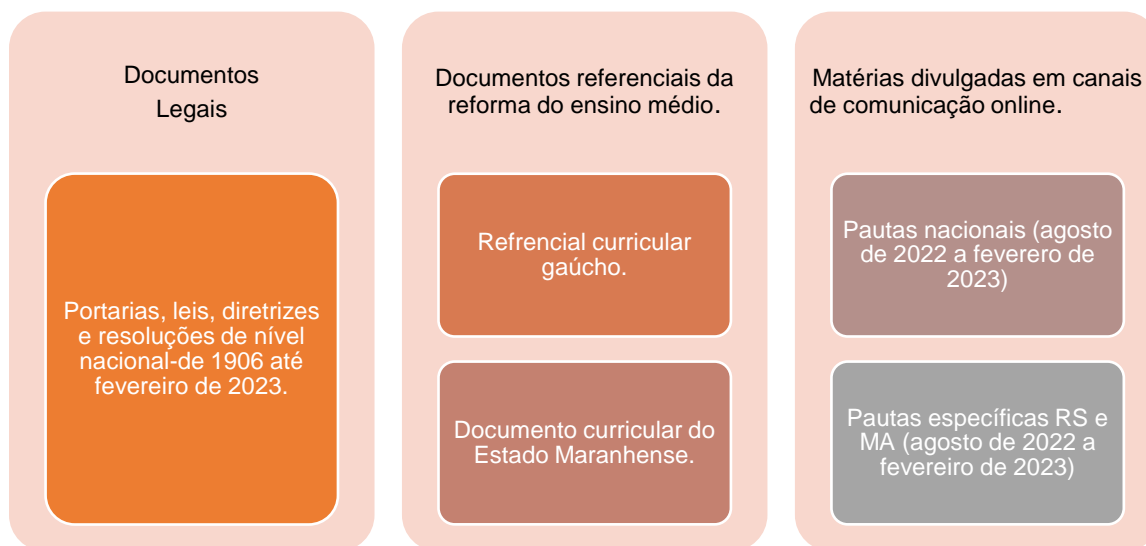 Documentos
Legais
Portarias, leis, diretrizes
e resoluções de nível
nacional-de 1906 até
fevereiro de 2023.
Documentos referenciais da
reforma do ensino médio.
Refrencial curricular
gaúcho.
Documento curricular do
Estado Maranhense.
Matérias divulgadas em canais
de comunicação online.
Pautas nacionais (agosto
de 2022 a feverero de
2023)
Pautas específicas RS e
MA (agosto de 2022 a
fevereiro de 2023)